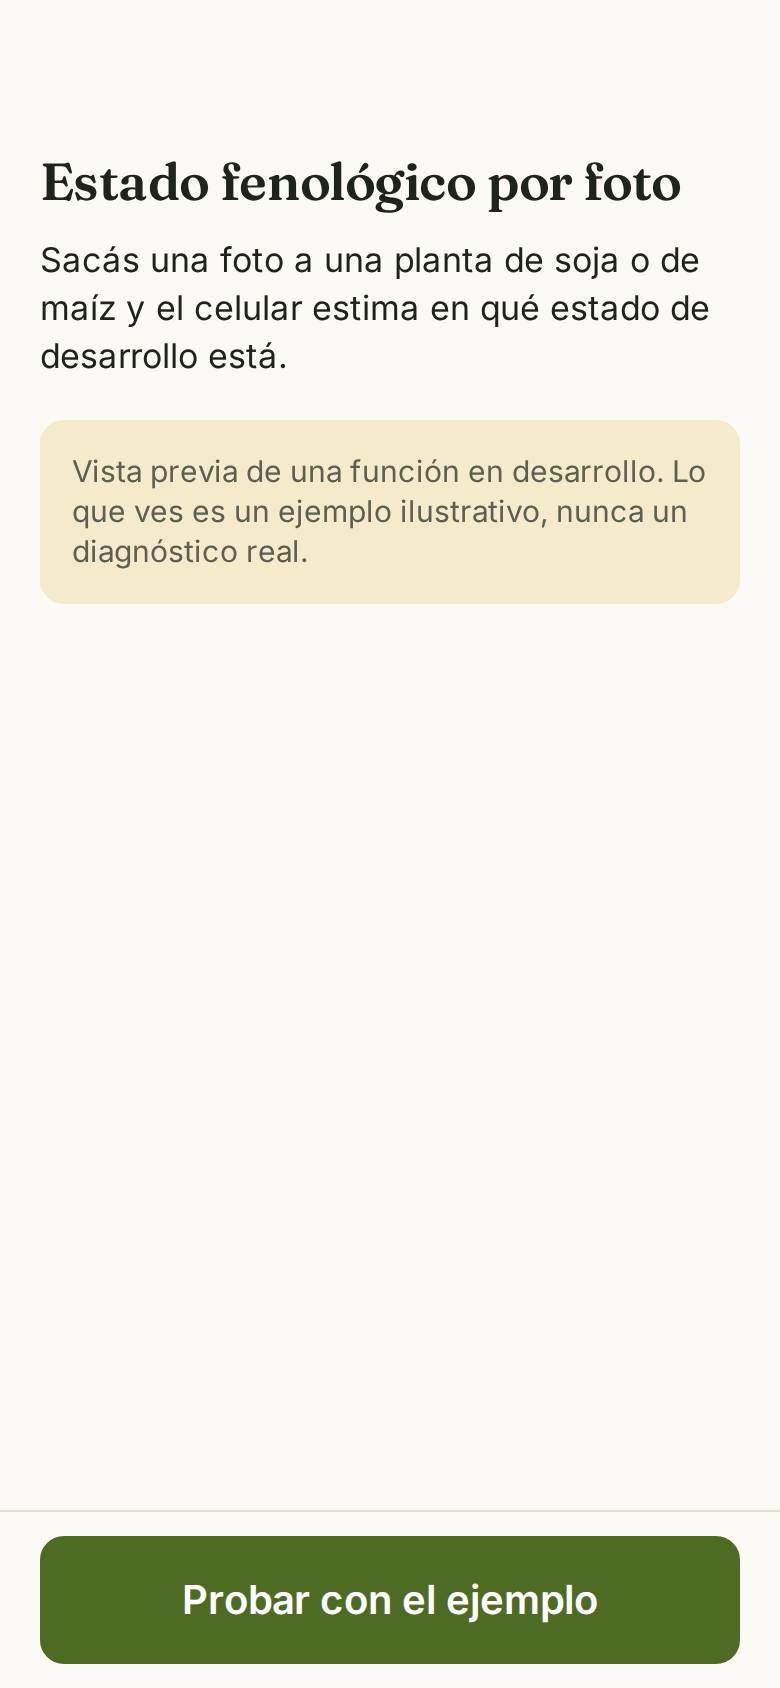 Estado fenológico por foto
Sacás una foto a una planta de soja o de
maíz y el celular estima en qué estado de
desarrollo está.
Vista previa de una función en desarrollo. Lo
que ves es un ejemplo ilustrativo, nunca un
diagnóstico real.
Probar con el ejemplo